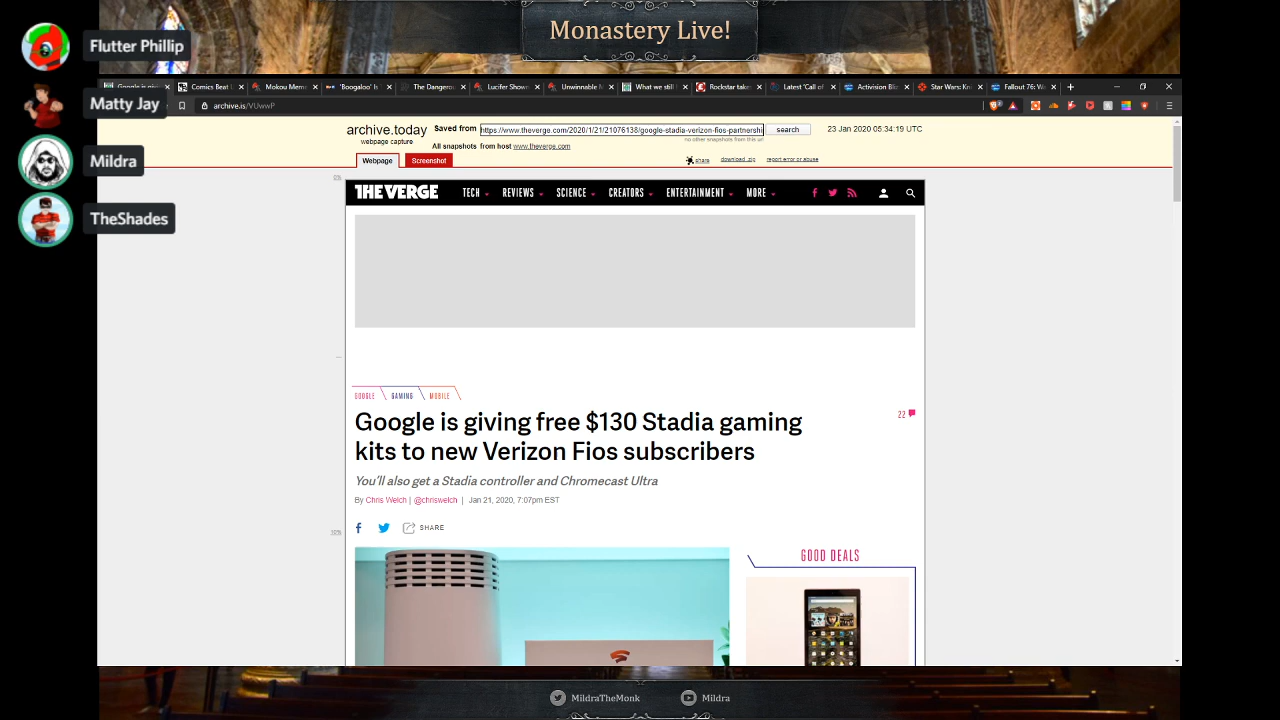 Monastery Live!
Flutter Phillip
Matty Jay
Mildra
TheShades
Google is giv
Comics Beat
Mokou Mem
'Boogaloo' Is
The Dangerou
Lucifer Shown
Unwinnable M
What we still
Rockstar take
Latest 'Call of
Activision Bl
Star Wars: Kni
Fallout 76: W
archive.is/VUwwP
archive.today
webpage capture
Saved from
https://www.theverge.com/2020/1/21/21076138/google-stadia-verizon-fios-partnershi
search
23 Jan 2020 05:34:19 UTC
no other snapshots from this url
All snapshots from host www.theverge.com
Webpage
Screenshot
share
download .zip
report error or abuse
0%
THE VERGE
TECH
REVIEWS
SCIENCE
CREATORS
ENTERTAINMENT
MORE
GOOGLE
GAMING
MOBILE
Google is giving free $130 Stadia gaming
kits to new Verizon Fios subscribers
22
You'll also get a Stadia controller and Chromecast Ultra
By Chris Welch | @chriswelch | Jan 21, 2020, 7:07pm EST
10%
SHARE
GOOD DEALS
MildraTheMonk
Mildra